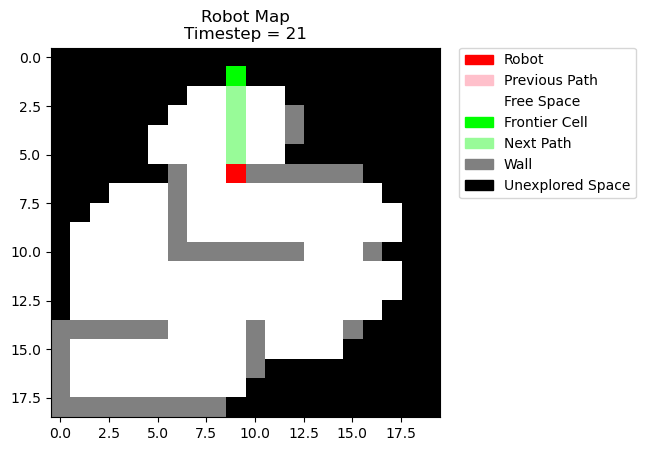 Robot Map
Timestep = 21
0.0
2.5
5.0
7.5
10.0
12.5
15.0
17.5
0.0
2.5
5.0
7.5
10.0
12.5
15.0
17.5
Robot
Previous Path
Free Space
Frontier Cell
Next Path
Wall
Unexplored Space